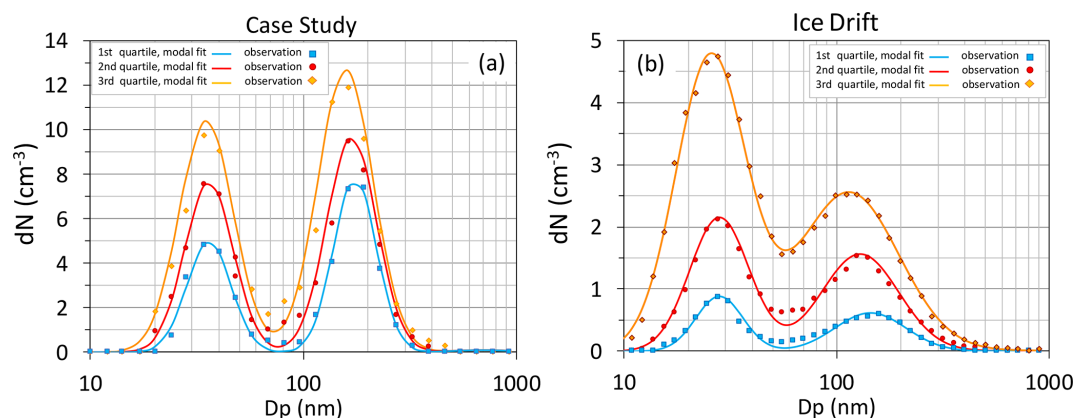 Case Study
14
12
10
8
6
4
2
0
dN (cm⁻³)
1st quartile, modal fit observation
2nd quartile, modal fit observation
3rd quartile, modal fit observation
(a)
10 100 1000
Dp (nm)
Ice Drift
5
4
3
2
1
0
dN (cm⁻³)
(b)
1st quartile, modal fit observation
2nd quartile, modal fit observation
3rd quartile, modal fit observation
10 100 1000
Dp (nm)